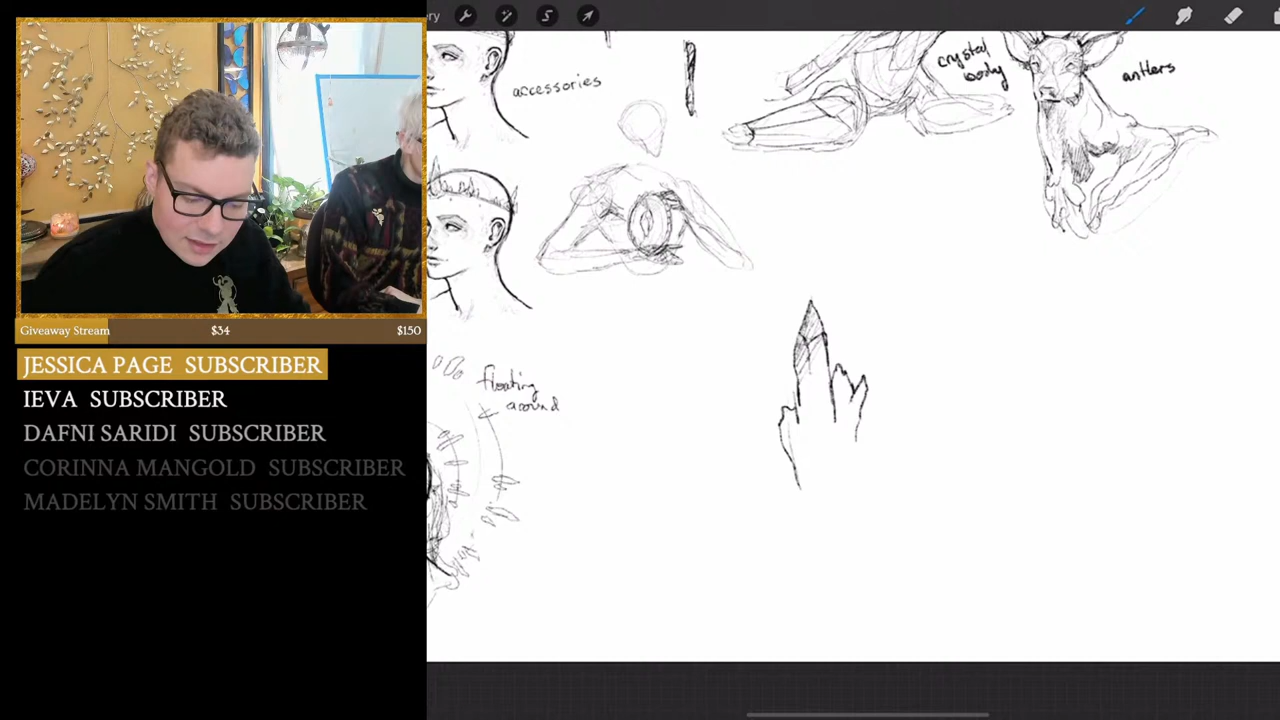 ry
accessories
crystal
body
antlers
floating
around
Giveaway Stream $34 $150
JESSICA PAGE SUBSCRIBER
IEVA SUBSCRIBER
DAFNI SARIDI SUBSCRIBER
CORINNA MANGOLD SUBSCRIBER
MADELYN SMITH SUBSCRIBER